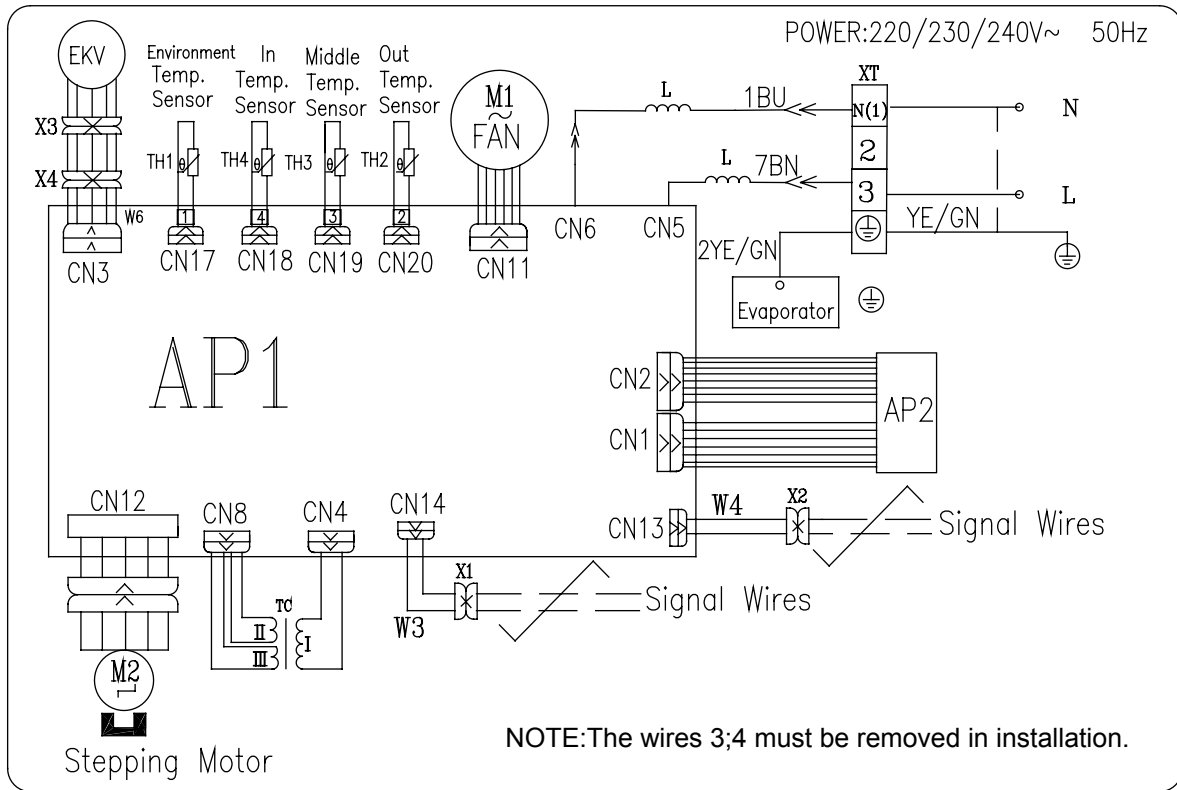 POWER:220/230/240V~ 50Hz
EKV
Environment
Temp.
Sensor
In
Temp.
Sensor
Middle
Temp.
Sensor
Out
Temp.
Sensor
M1
~
FAN
X3
X4
TH1
θ
TH4
θ
TH3
θ
TH2
θ
W6
1
4
3
2
CN3
CN17
CN18
CN19
CN20
CN11
CN6
CN5
L
1BU
L
7BN
XT
N(1)
2
3
N
L
YE/GN
2YE/GN
Evaporator
AP1
CN2
CN1
AP2
CN12
CN8
CN4
CN14
CN13
W4
X2
Signal Wires
X1
Signal Wires
W3
TC
II
III
I
M2
Stepping Motor
NOTE:The wires 3;4 must be removed in installation.